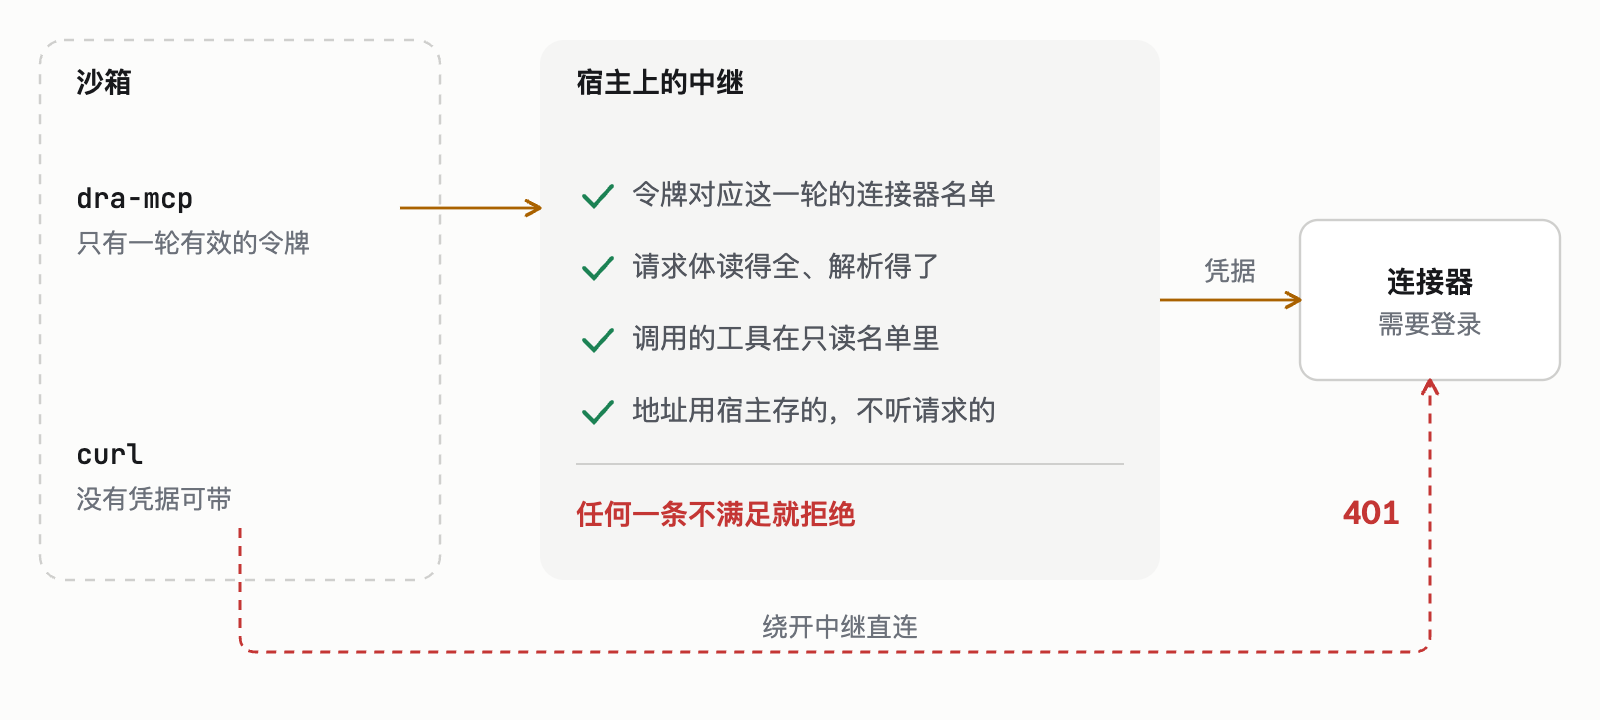 沙箱
dra-mcp
只有一轮有效的令牌
curl
没有凭据可带
宿主上的中继
令牌对应这一轮的连接器名单
请求体读得全、解析得了
调用的工具在只读名单里
地址用宿主存的，不听请求的
任何一条不满足就拒绝
凭据
连接器
需要登录
401
绕开中继直连